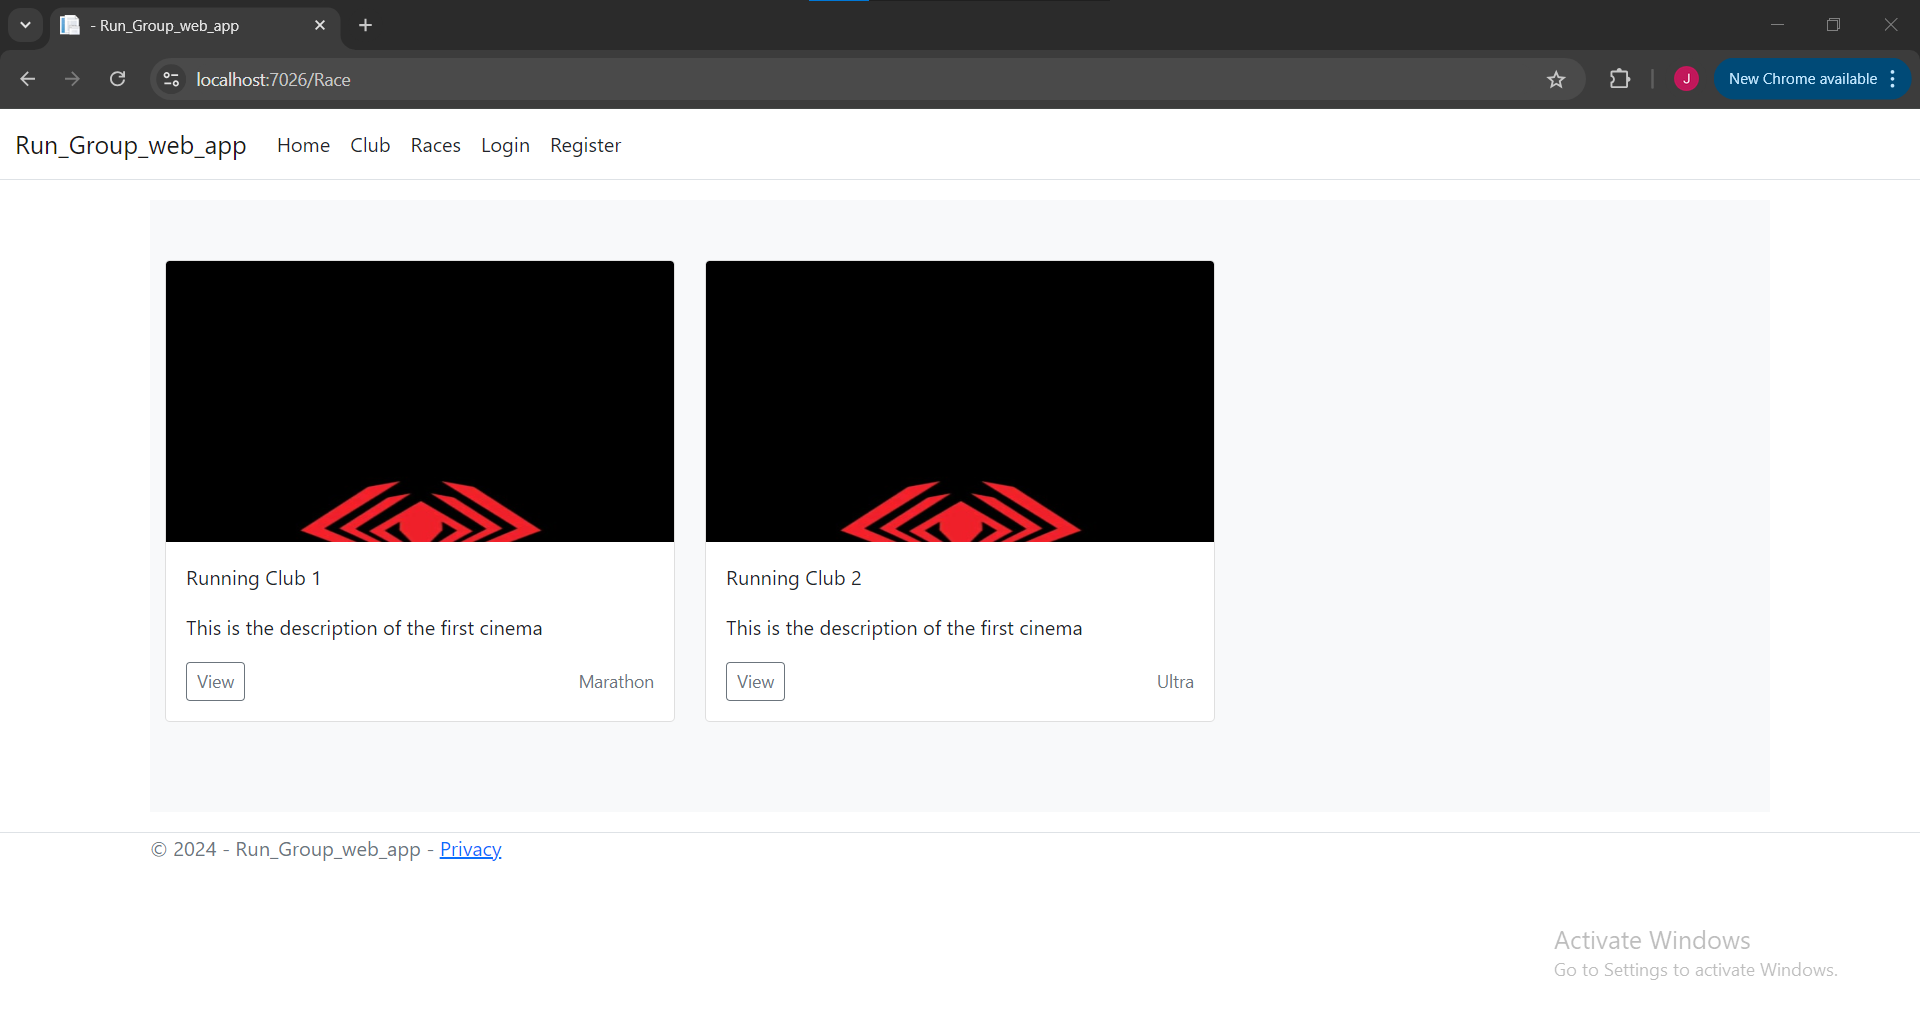 - Run_Group_web_app
localhost:7026/Race
J
New Chrome available
Run_Group_web_app Home Club Races Login Register
Running Club 1
This is the description of the first cinema
View Marathon
Running Club 2
This is the description of the first cinema
View Ultra
© 2024 - Run_Group_web_app - Privacy
Activate Windows
Go to Settings to activate Windows.